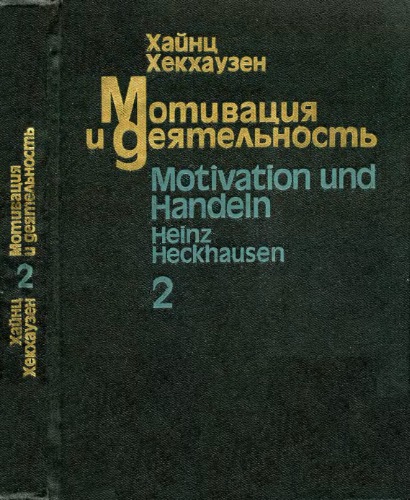 Хайнц
Хекхаузен
Мотивация
и деятельность
Motivation und
Handeln
Heinz
Heckhausen
2
Хайнц
Хекхаузен
2
Мотивация
и деятельность